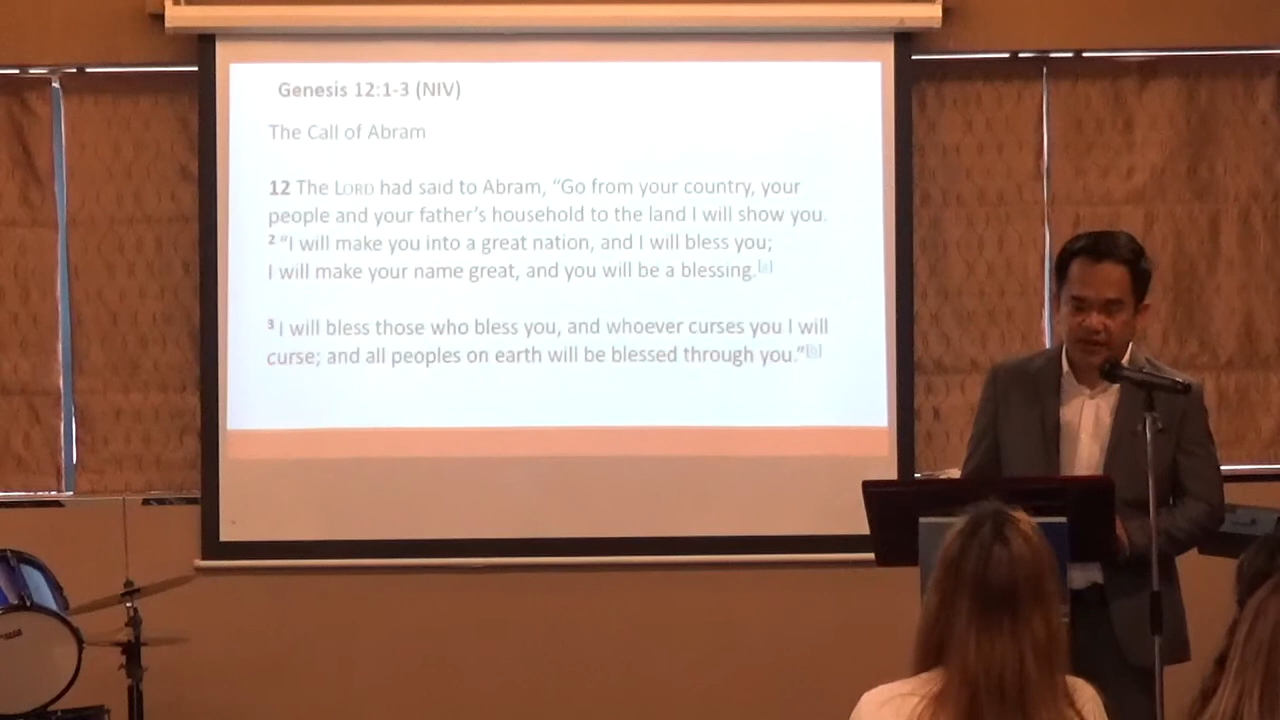 Genesis 12:1-3 (NIV)
The Call of Abram
12 The LORD had said to Abram, “Go from your country, your
people and your father’s household to the land I will show you.
2 “I will make you into a great nation, and I will bless you;
I will make your name great, and you will be a blessing.[a]
3 I will bless those who bless you, and whoever curses you I will
curse; and all peoples on earth will be blessed through you.”[b]